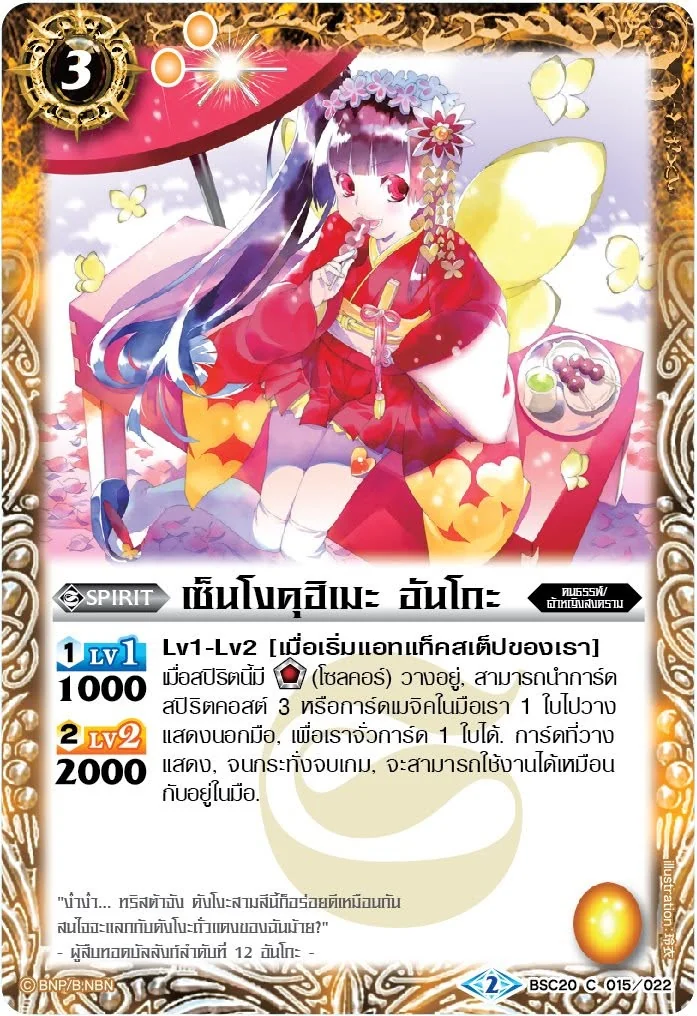 3
SPIRIT
เซ็นโงคุฮิเมะ อันโกะ
คนธรรพ์/
เจ้าหญิงสงคราม
1 LV1
1000
2 LV2
2000
Lv1-Lv2 [เมื่อเริ่มแอทแท็คสเต็ปของเรา]
เมื่อสปิริตนี้มี (โซลคอร์) วางอยู่, สามารถนำการ์ด
สปิริตคอสต์ 3 หรือการ์ดเมจิคในมือเรา 1 ใบไปวาง
แสดงนอกมือ, เพื่อเราจั่วการ์ด 1 ใบได้. การ์ดที่วาง
แสดง, จนกระทั่งจบเกม, จะสามารถใช้งานได้เหมือน
กับอยู่ในมือ.
"ง่ำง่ำ... ทริสต้าจัง ดังโงะสามสีนี้ก็อร่อยดีเหมือนกัน
สนใจจะแลกกับดังโงะถั่วแดงของฉันม้าย?"
- ผู้สืบทอดบัลลังก์ลำดับที่ 12 อันโกะ -
illustration:珀衣
©BNP/B,NBN
2
BSC20 C 015/022